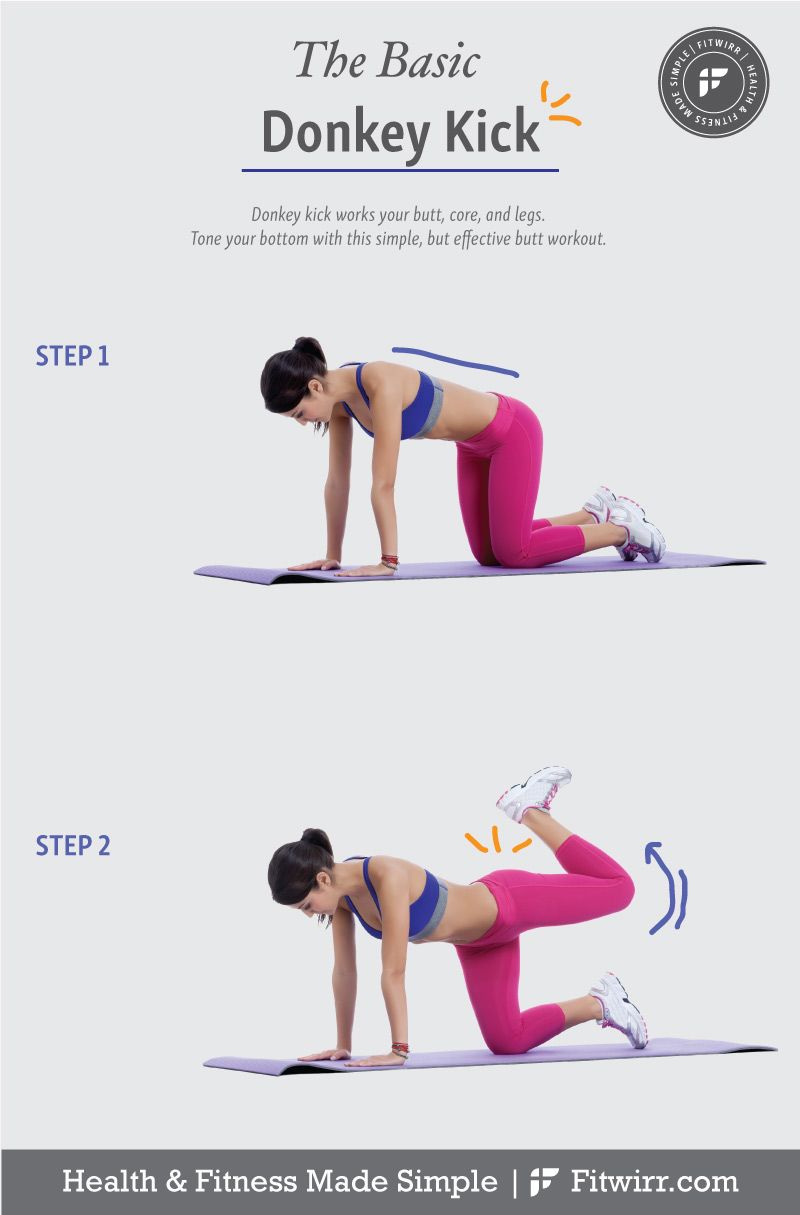 The Basic
Donkey Kick
FITWIRR | HEALTH & FITNESS MADE SIMPLE |
Donkey kick works your butt, core, and legs.
Tone your bottom with this simple, but effective butt workout.
STEP 1
STEP 2
Health & Fitness Made Simple | Fitwirr.com